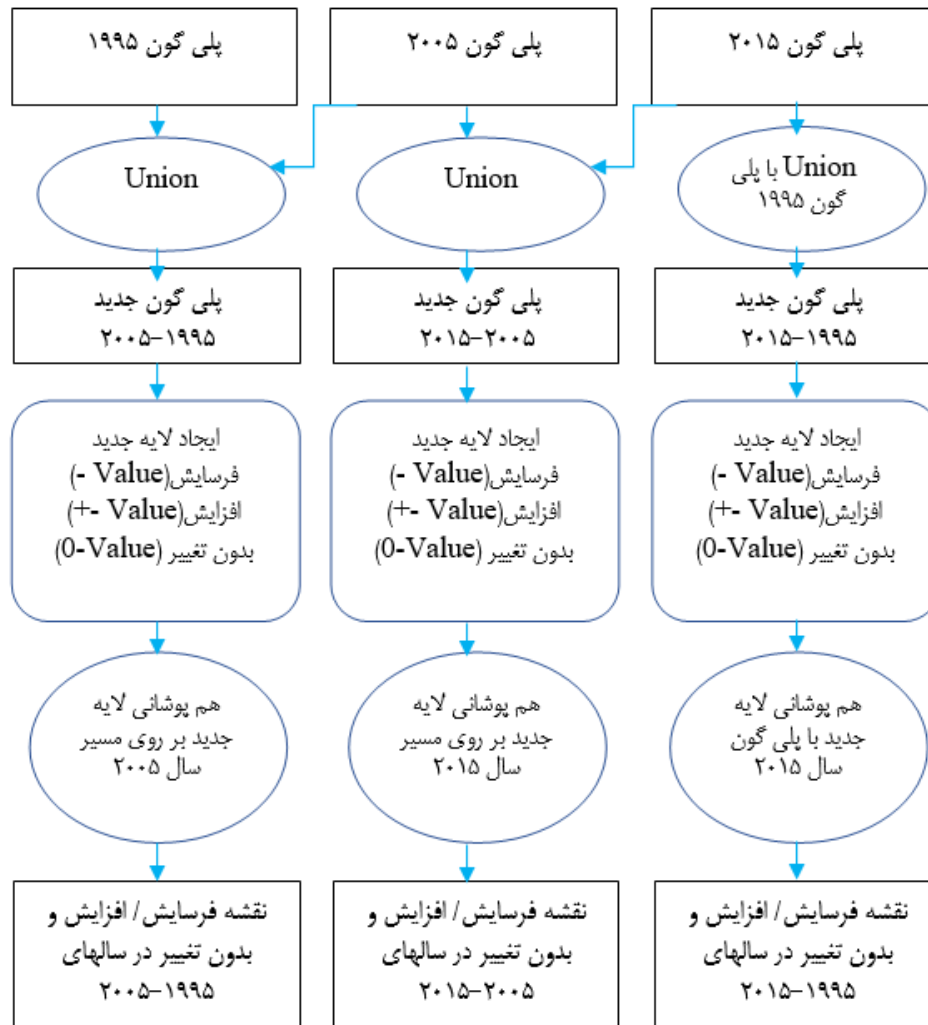 پلی گون ۲۰۱۵
پلی گون ۲۰۰۵
پلی گون ۱۹۹۵
Union با پلی
گون ۱۹۹۵
Union
Union
پلی گون جدید
۱۹۹۵–۲۰۱۵
پلی گون جدید
۲۰۰۵–۲۰۱۵
پلی گون جدید
۱۹۹۵–۲۰۰۵
ایجاد لایه جدید
فرسایش(Value -)
افزایش(Value -+)
بدون تغییر (0-Value)
ایجاد لایه جدید
فرسایش(Value -)
افزایش(Value -+)
بدون تغییر (0-Value)
ایجاد لایه جدید
فرسایش(Value -)
افزایش(Value -+)
بدون تغییر (0-Value)
هم پوشانی لایه
جدید با پلی گون
سال ۲۰۱۵
هم پوشانی لایه
جدید بر روی مسیر
سال ۲۰۱۵
هم پوشانی لایه
جدید بر روی مسیر
سال ۲۰۰۵
نقشه فرسایش/ افزایش و
بدون تغییر در سالهای
۱۹۹۵–۲۰۱۵
نقشه فرسایش/ افزایش و
بدون تغییر در سالهای
۲۰۰۵–۲۰۱۵
نقشه فرسایش/ افزایش و
بدون تغییر در سالهای
۱۹۹۵–۲۰۰۵